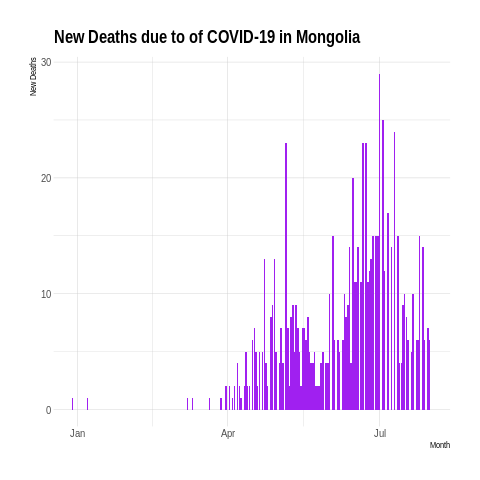 New Deaths due to of COVID-19 in Mongolia
New Deaths
30
20
10
0
Jan Apr Jul
Month